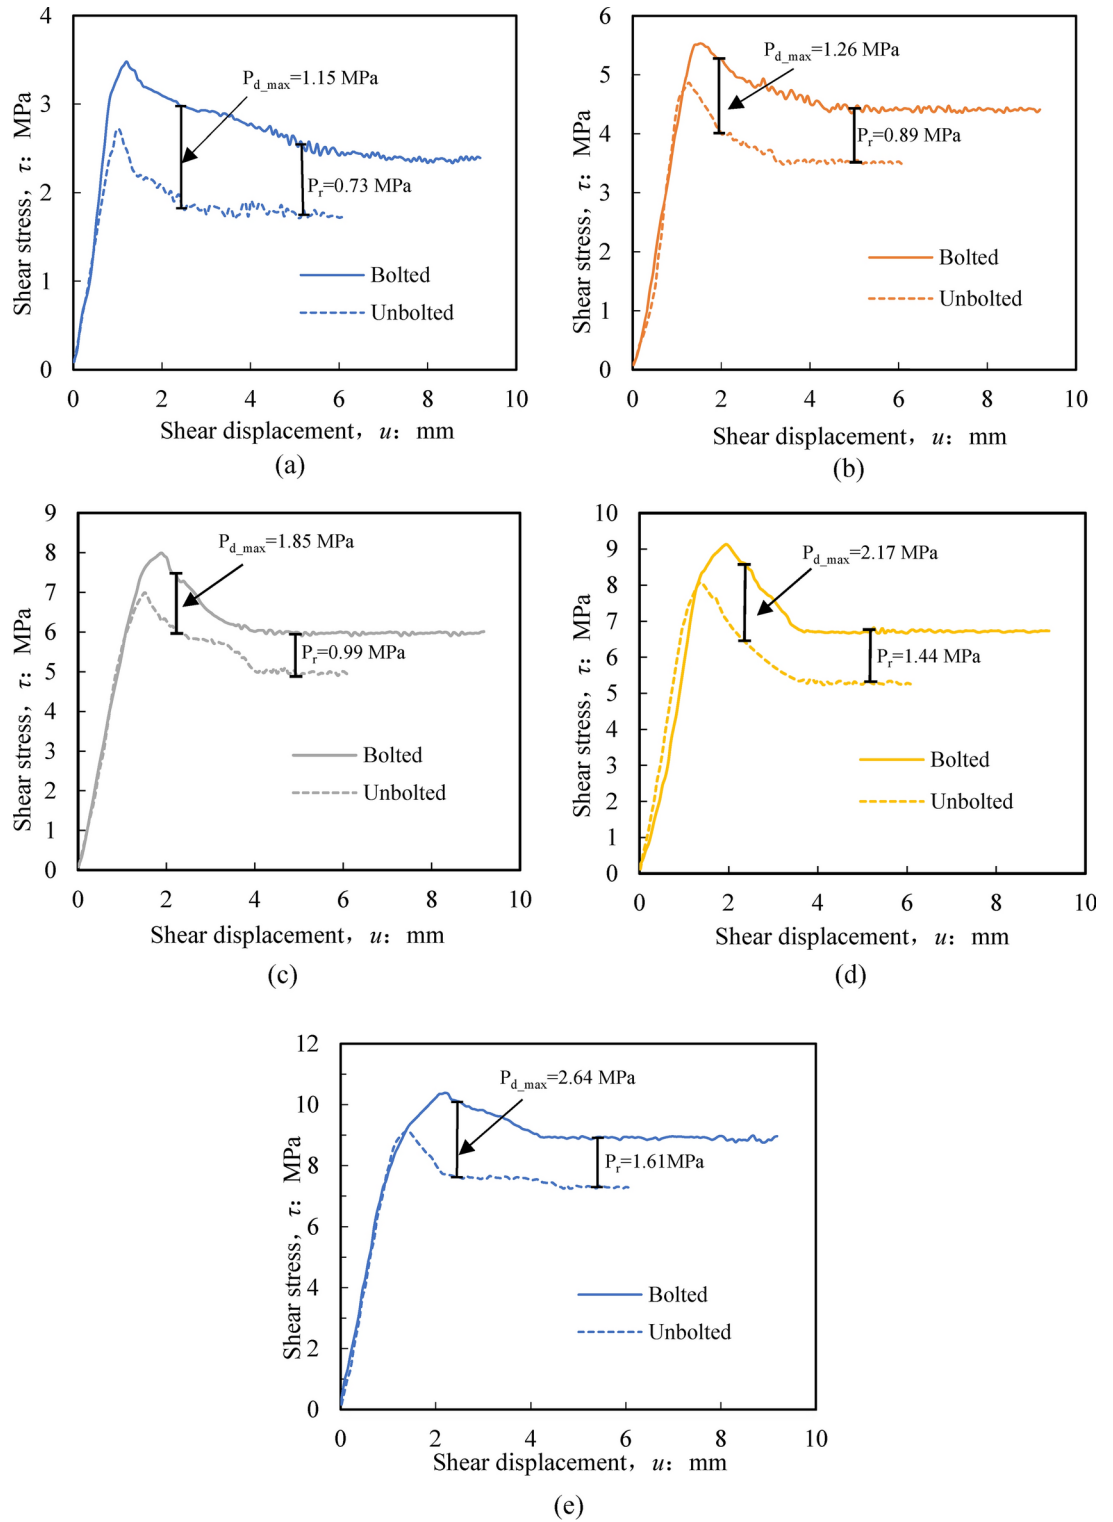 4
3
2
1
0
Shear stress, τ: MPa
P_d_max=1.15 MPa
P_r=0.73 MPa
Bolted
Unbolted
0 2 4 6 8 10
Shear displacement, u: mm
(a)
6
5
4
3
2
1
0
Shear stress, τ: MPa
P_d_max=1.26 MPa
P_r=0.89 MPa
Bolted
Unbolted
0 2 4 6 8 10
Shear displacement, u: mm
(b)
9
8
7
6
5
4
3
2
1
0
Shear stress, τ: MPa
P_d_max=1.85 MPa
P_r=0.99 MPa
Bolted
Unbolted
0 2 4 6 8 10
Shear displacement, u: mm
(c)
10
9
8
7
6
5
4
3
2
1
0
Shear stress, τ: MPa
P_d_max=2.17 MPa
P_r=1.44 MPa
Bolted
Unbolted
0 2 4 6 8 10
Shear displacement, u: mm
(d)
12
10
8
6
4
2
0
Shear stress, τ: MPa
P_d_max=2.64 MPa
P_r=1.61MPa
Bolted
Unbolted
0 2 4 6 8 10
Shear displacement, u: mm
(e)